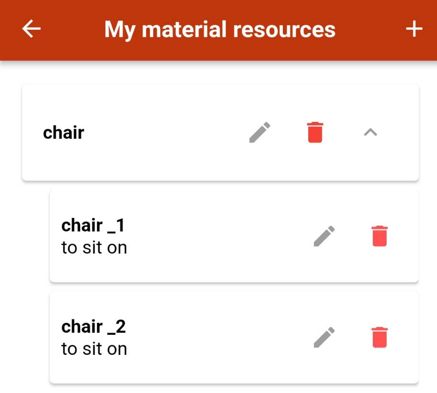 My material resources
chair
chair _1
to sit on
chair _2
to sit on